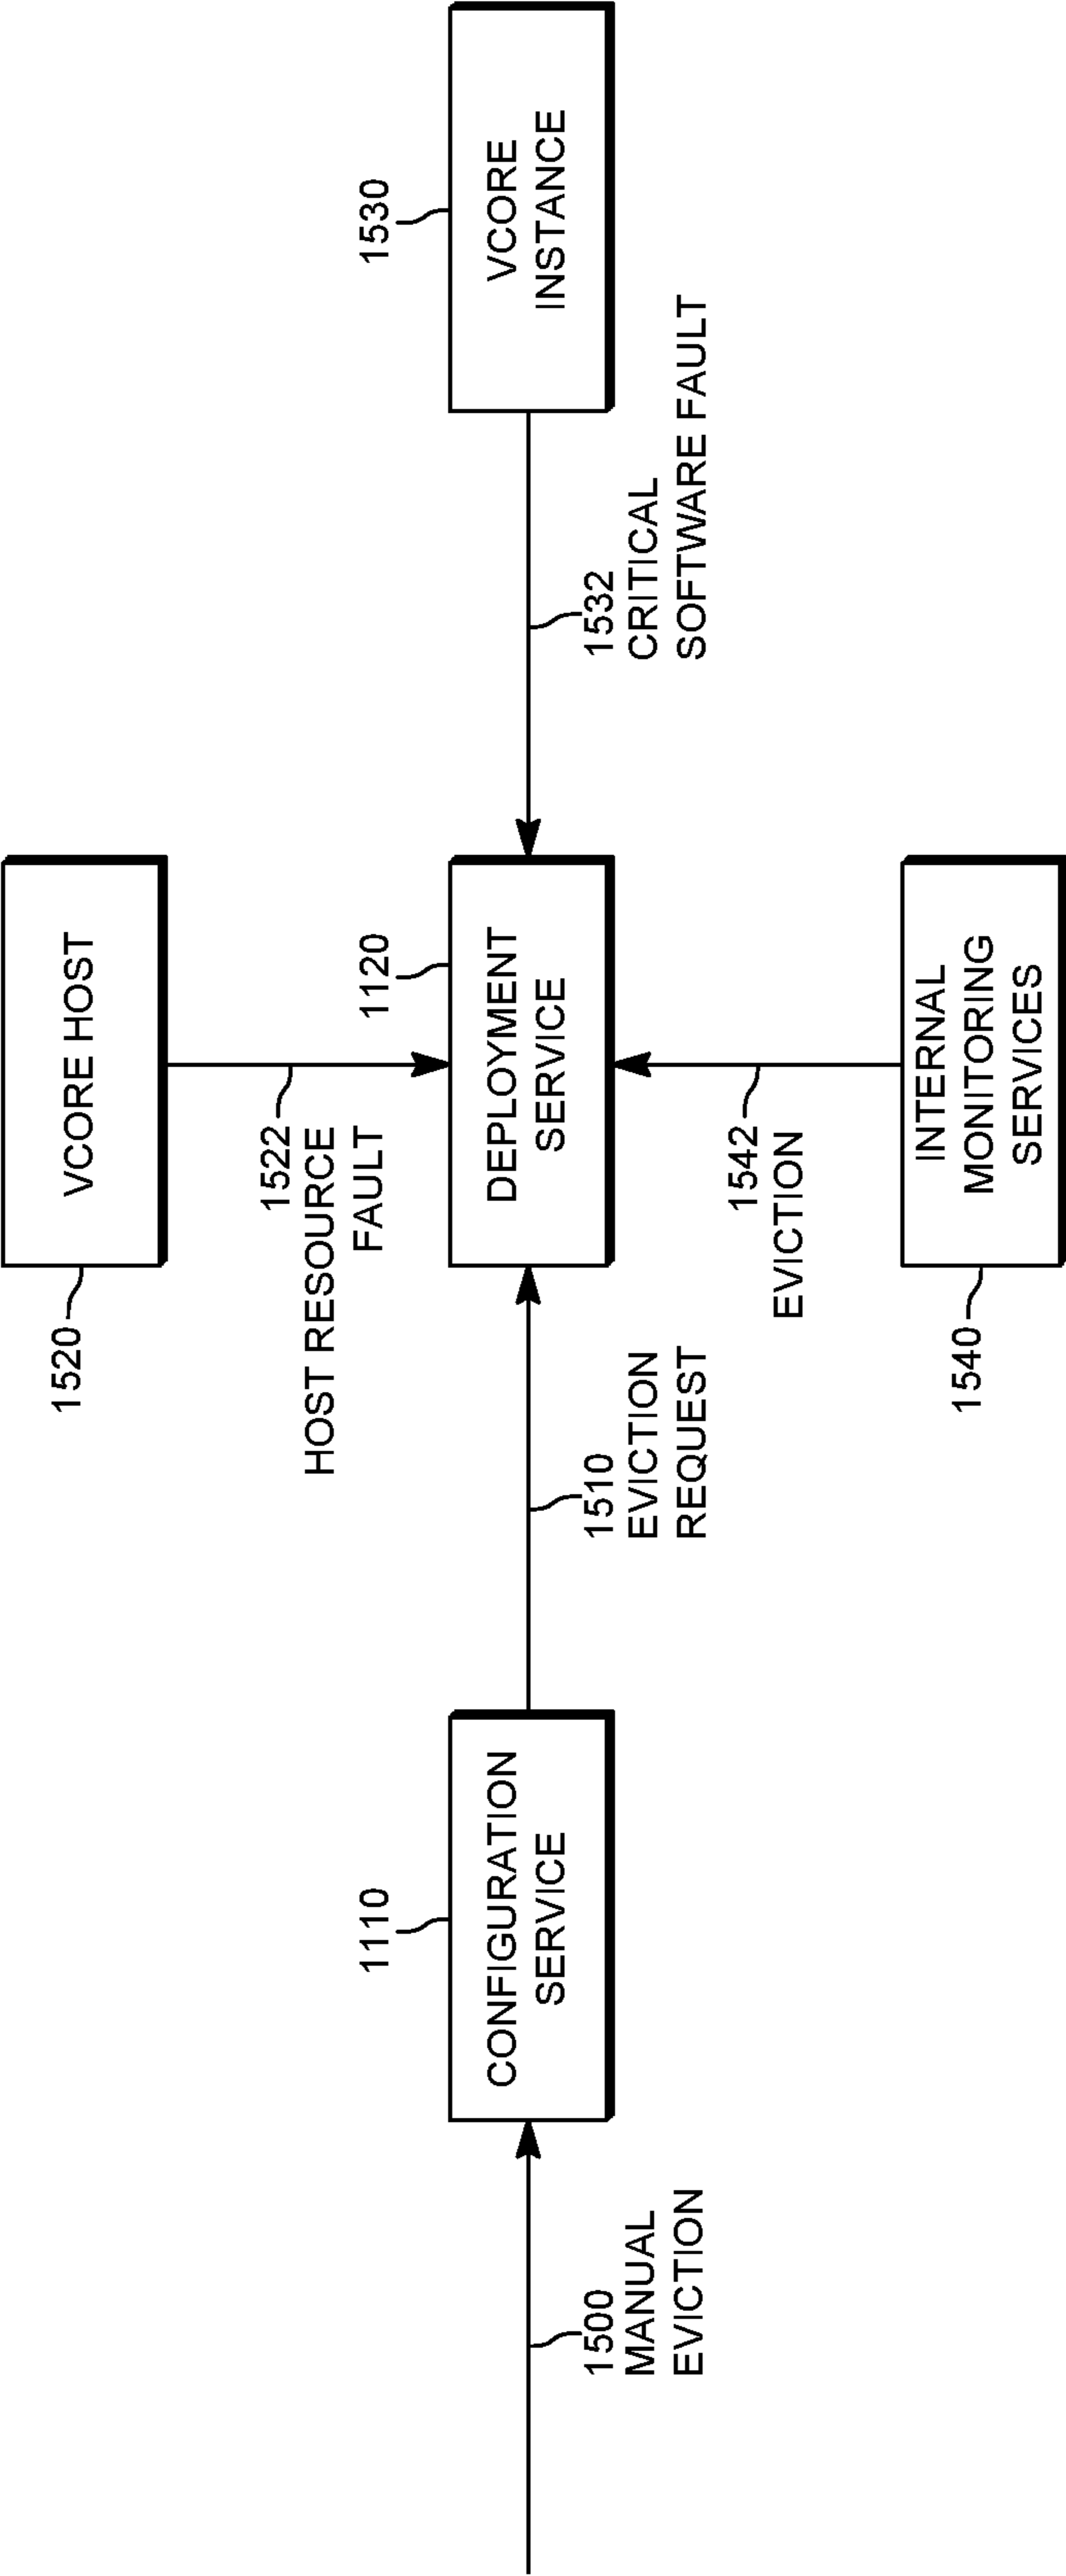 1520
VCORE HOST
1522
HOST RESOURCE
FAULT
1110
CONFIGURATION
SERVICE
1120
DEPLOYMENT
SERVICE
1530
VCORE
INSTANCE
1500
MANUAL
EVICTION
1510
EVICTION
REQUEST
1532
CRITICAL
SOFTWARE FAULT
1542
EVICTION
1540
INTERNAL
MONITORING
SERVICES